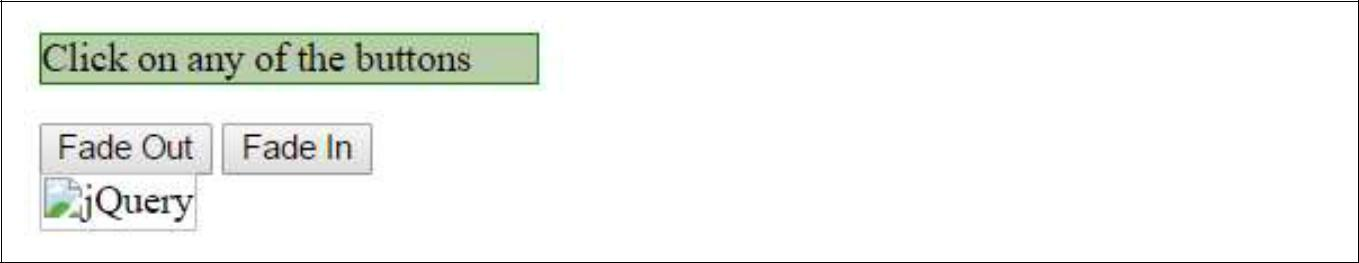 Click on any of the buttons
Fade Out Fade In
jQuery